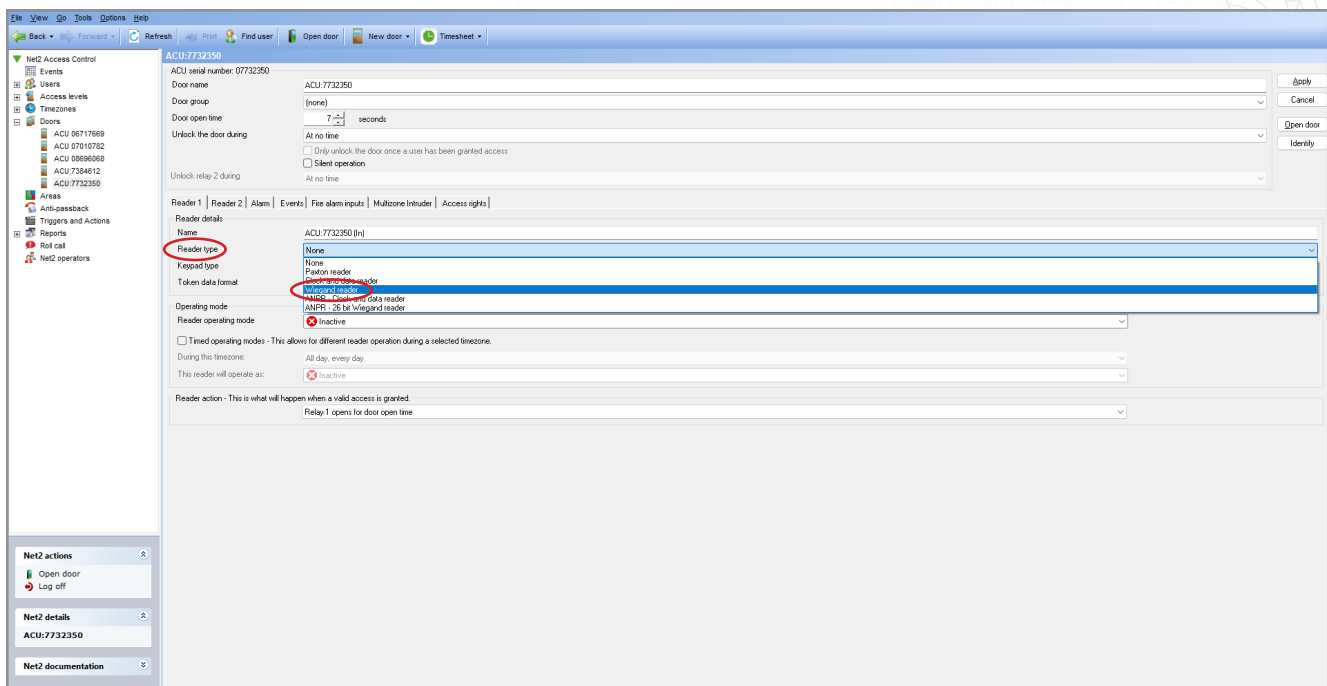 File View Go Tools Options Help
Back Forward Refresh Print Find user Open door New door Timesheet
Net2 Access Control
Events
Users
Access levels
Timezones
Doors
ACU 06717669
ACU 07010782
ACU 08696068
ACU:7384612
ACU:7732350
Areas
Anti-passback
Triggers and Actions
Reports
Roll call
Net2 operators
Net2 actions
Open door
Log off
Net2 details
ACU:7732350
Net2 documentation
ACU:7732350
ACU serial number: 07732350
Door name ACU:7732350
Door group (none)
Door open time 7 seconds
Unlock the door during At no time
Only unlock the door once a user has been granted access
Silent operation
Unlock relay 2 during At no time
Apply
Cancel
Open door
Identify
Reader 1 Reader 2 Alarm Events Fire alarm inputs Multizone Intruder Access rights
Reader details
Name ACU:7732350 (In)
Reader type None
Keypad type
Token data format
None
Paxton reader
Clock and data reader
Wiegand reader
ANPR - Clock and data reader
ANPR - 26 bit Wiegand reader
Operating mode
Reader operating mode Inactive
Timed operating modes - This allows for different reader operation during a selected timezone.
During this timezone: All day, every day
This reader will operate as: Inactive
Reader action - This is what will happen when a valid access is granted.
Relay 1 opens for door open time